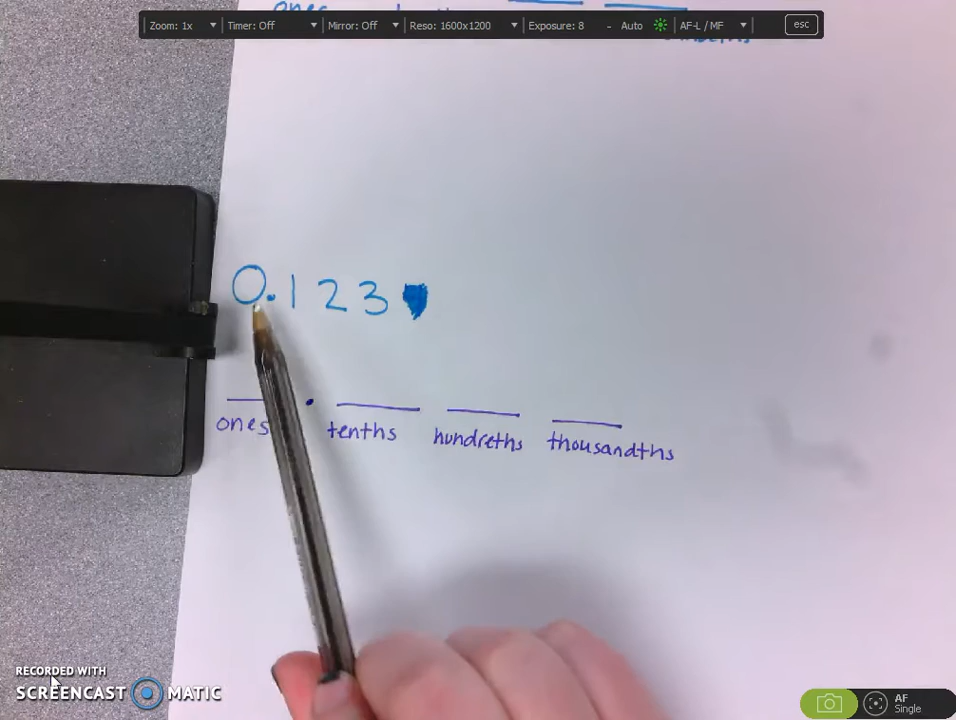 Zoom: 1x Timer: Off Mirror: Off Reso: 1600x1200 Exposure: 8 - Auto AF-L / MF esc
ones
0.123
ones . tenths hundreths thousandths
RECORDED WITH
SCREENCAST MATIC
AF
Single